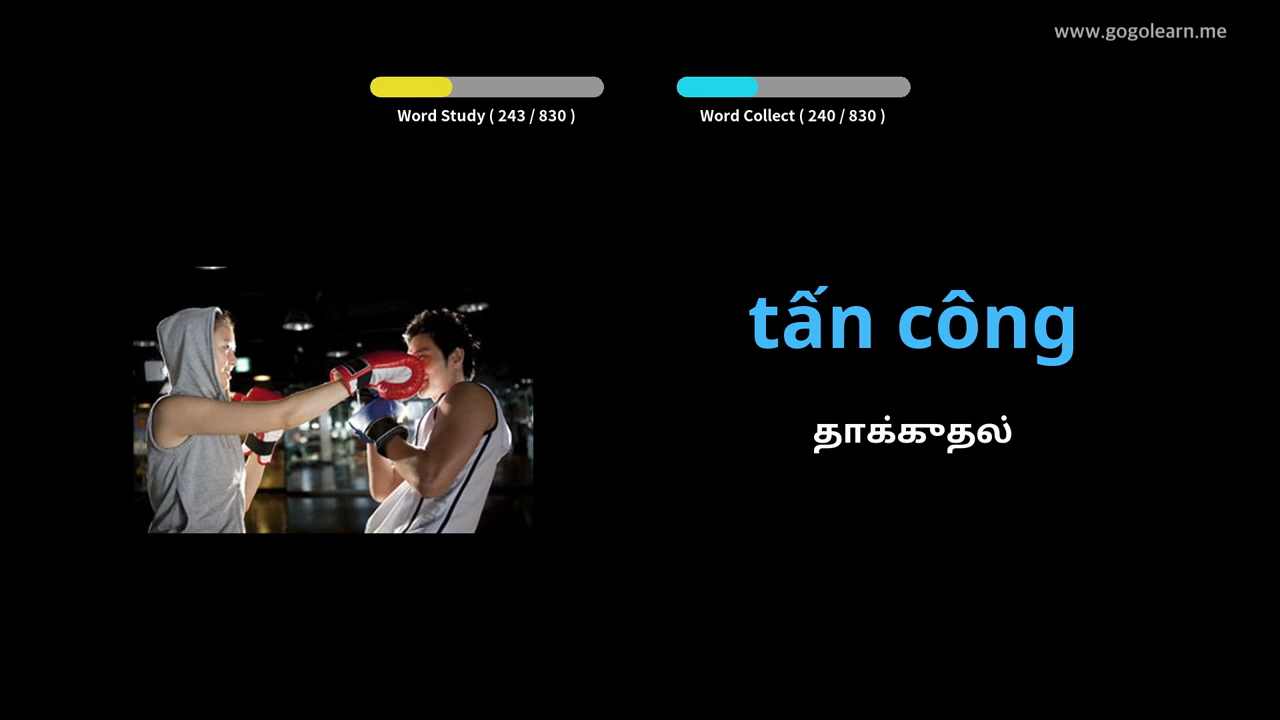 www.gogolearn.me
Word Study ( 243 / 830 )
Word Collect ( 240 / 830 )
tấn công
தாக்குதல்